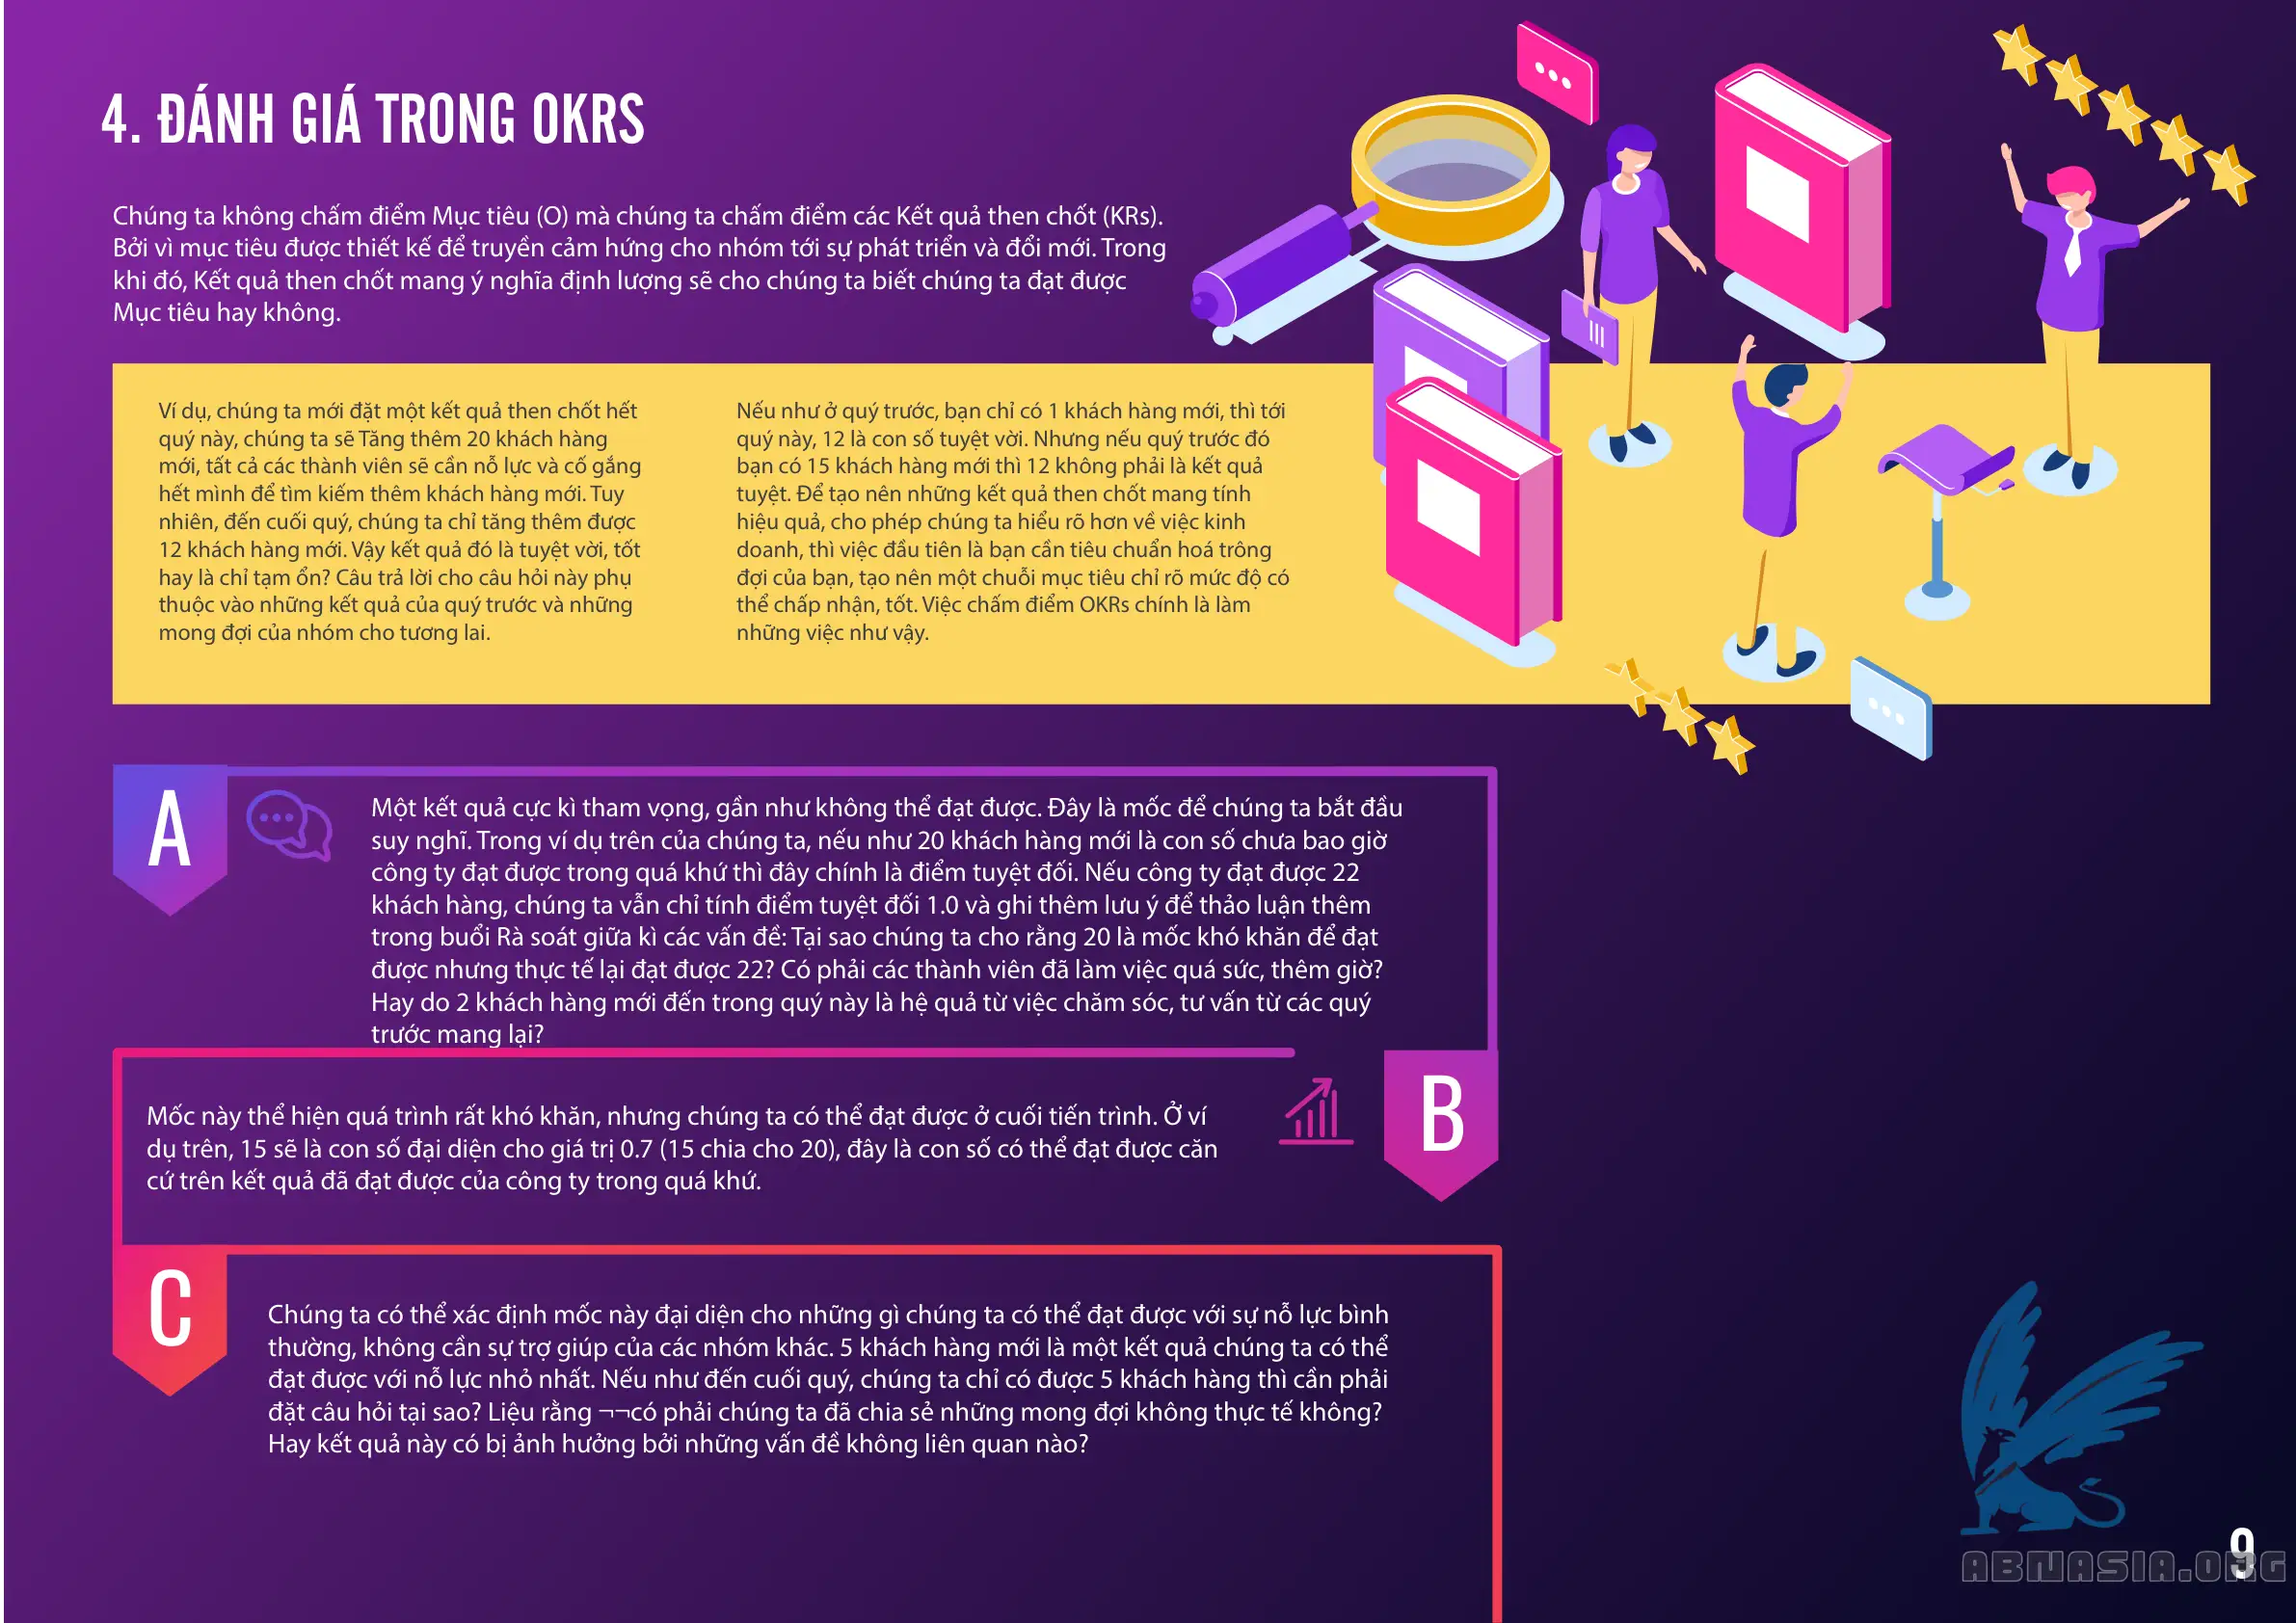 4. ĐÁNH GIÁ TRONG OKRS
Chúng ta không chấm điểm Mục tiêu (O) mà chúng ta chấm điểm các Kết quả then chốt (KRs).
Bởi vì mục tiêu được thiết kế để truyền cảm hứng cho nhóm tới sự phát triển và đổi mới. Trong
khi đó, Kết quả then chốt mang ý nghĩa định lượng sẽ cho chúng ta biết chúng ta đạt được
Mục tiêu hay không.
Ví dụ, chúng ta mới đặt một kết quả then chốt hết
quý này, chúng ta sẽ Tăng thêm 20 khách hàng
mới, tất cả các thành viên sẽ cần nỗ lực và cố gắng
hết mình để tìm kiếm thêm khách hàng mới. Tuy
nhiên, đến cuối quý, chúng ta chỉ tăng thêm được
12 khách hàng mới. Vậy kết quả đó là tuyệt vời, tốt
hay là chỉ tạm ổn? Câu trả lời cho câu hỏi này phụ
thuộc vào những kết quả của quý trước và những
mong đợi của nhóm cho tương lai.
Nếu như ở quý trước, bạn chỉ có 1 khách hàng mới, thì tới
quý này, 12 là con số tuyệt vời. Nhưng nếu quý trước đó
bạn có 15 khách hàng mới thì 12 không phải là kết quả
tuyệt. Để tạo nên những kết quả then chốt mang tính
hiệu quả, cho phép chúng ta hiểu rõ hơn về việc kinh
doanh, thì việc đầu tiên là bạn cần tiêu chuẩn hoá trông
đợi của bạn, tạo nên một chuỗi mục tiêu chỉ rõ mức độ có
thể chấp nhận, tốt. Việc chấm điểm OKRs chính là làm
những việc như vậy.
A
Một kết quả cực kì tham vọng, gần như không thể đạt được. Đây là mốc để chúng ta bắt đầu
suy nghĩ. Trong ví dụ trên của chúng ta, nếu như 20 khách hàng mới là con số chưa bao giờ
công ty đạt được trong quá khứ thì đây chính là điểm tuyệt đối. Nếu công ty đạt được 22
khách hàng, chúng ta vẫn chỉ tính điểm tuyệt đối 1.0 và ghi thêm lưu ý để thảo luận thêm
trong buổi Rà soát giữa kì các vấn đề: Tại sao chúng ta cho rằng 20 là mốc khó khăn để đạt
được nhưng thực tế lại đạt được 22? Có phải các thành viên đã làm việc quá sức, thêm giờ?
Hay do 2 khách hàng mới đến trong quý này là hệ quả từ việc chăm sóc, tư vấn từ các quý
trước mang lại?
B
Mốc này thể hiện quá trình rất khó khăn, nhưng chúng ta có thể đạt được ở cuối tiến trình. Ở ví
dụ trên, 15 sẽ là con số đại diện cho giá trị 0.7 (15 chia cho 20), đây là con số có thể đạt được căn
cứ trên kết quả đã đạt được của công ty trong quá khứ.
C
Chúng ta có thể xác định mốc này đại diện cho những gì chúng ta có thể đạt được với sự nỗ lực bình
thường, không cần sự trợ giúp của các nhóm khác. 5 khách hàng mới là một kết quả chúng ta có thể
đạt được với nỗ lực nhỏ nhất. Nếu như đến cuối quý, chúng ta chỉ có được 5 khách hàng thì cần phải
đặt câu hỏi tại sao? Liệu rằng ¬¬có phải chúng ta đã chia sẻ những mong đợi không thực tế không?
Hay kết quả này có bị ảnh hưởng bởi những vấn đề không liên quan nào?
9
ABNASIA.ORG